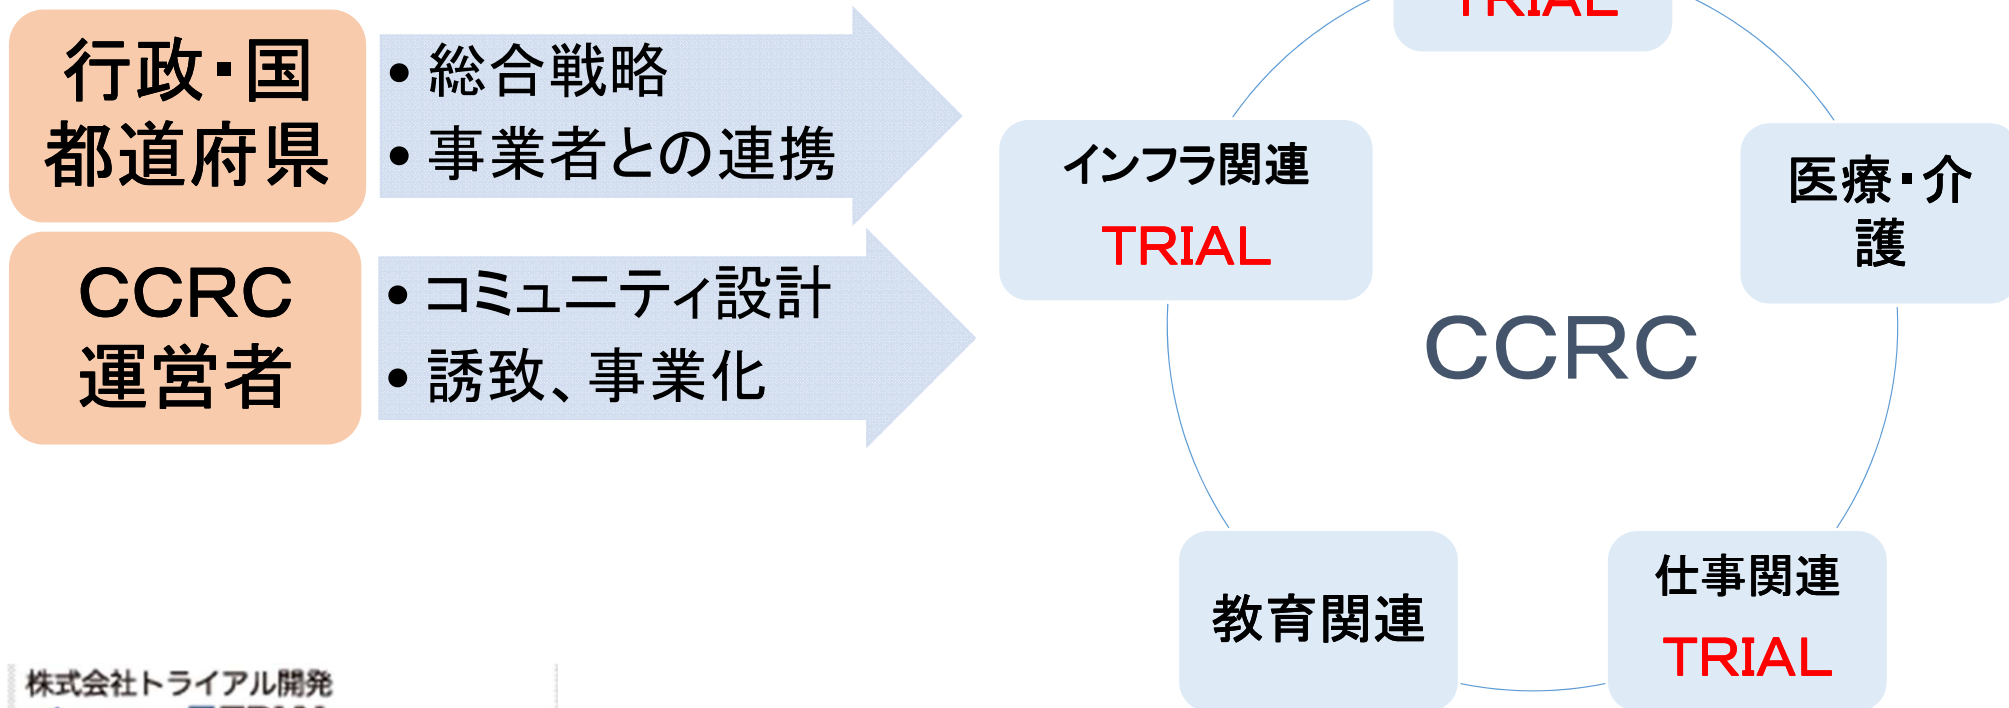 行政・国
都道府県
• 総合戦略
• 事業者との連携
CCRC
運営者
• コミュニティ設計
• 誘致、事業化
TRIAL
インフラ関連
TRIAL
医療・介
護
CCRC
教育関連
仕事関連
TRIAL
株式会社トライアル開発